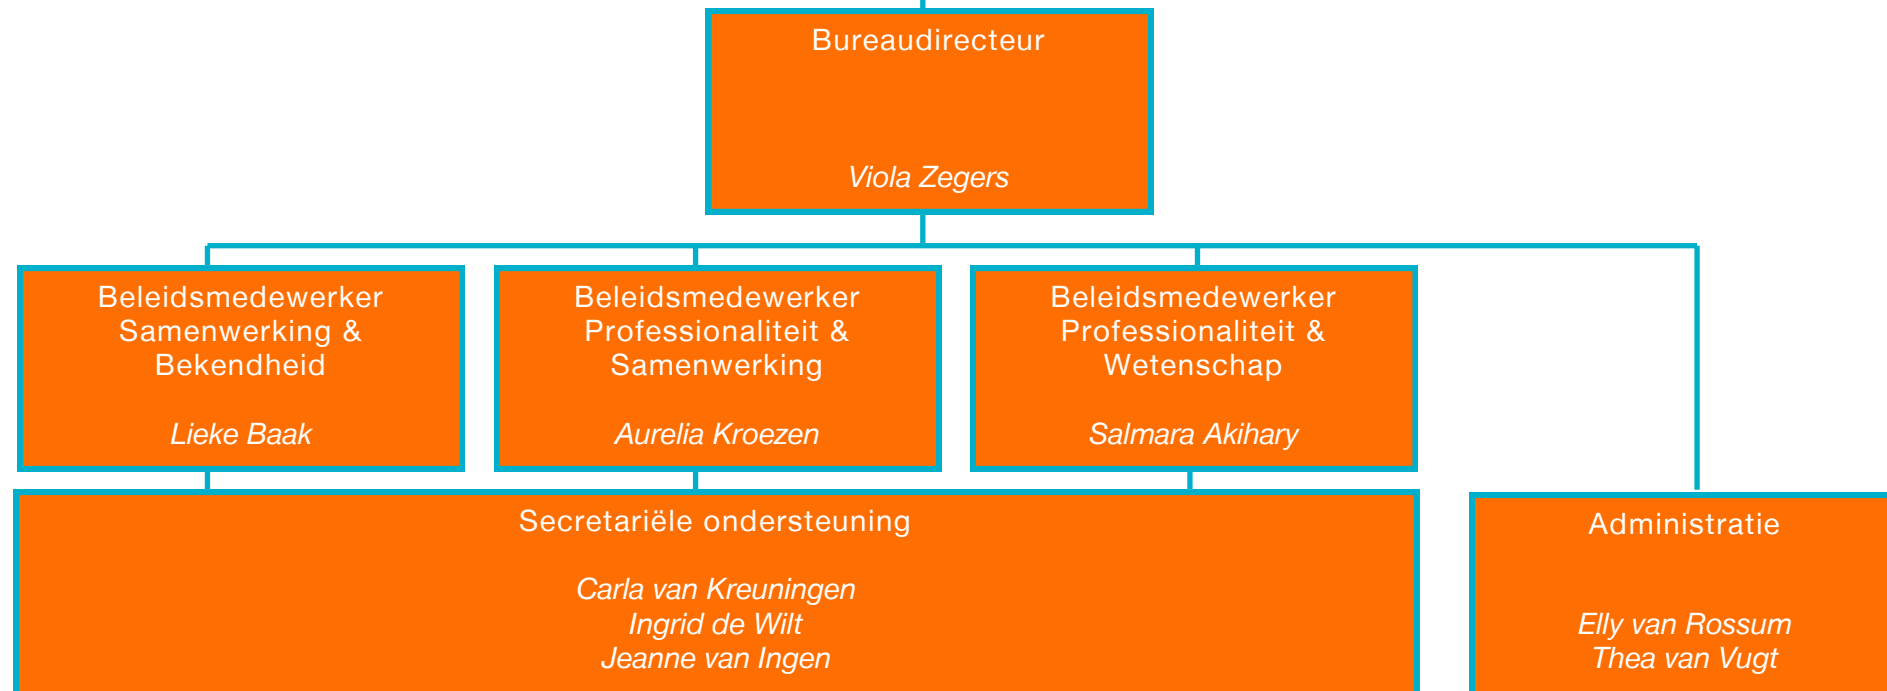 Bureaudirecteur
Viola Zegers
Beleidsmedewerker
Samenwerking &
Bekendheid
Lieke Baak
Beleidsmedewerker
Professionaliteit &
Samenwerking
Aurelia Kroezen
Beleidsmedewerker
Professionaliteit &
Wetenschap
Salmara Akihary
Secretariële ondersteuning
Carla van Kreuningen
Ingrid de Wilt
Jeanne van Ingen
Administratie
Elly van Rossum
Thea van Vugt